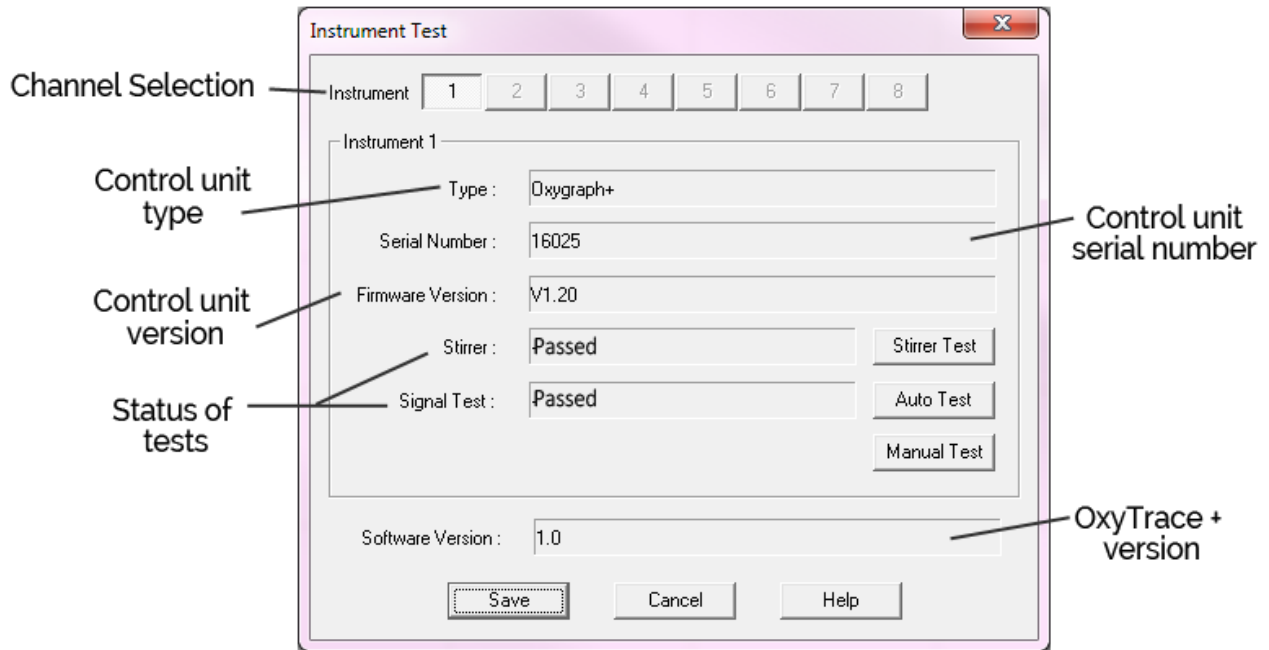 Instrument Test
X
Channel Selection
Instrument 1 2 3 4 5 6 7 8
Instrument 1
Control unit
type
Type : Oxygraph+
Serial Number : 16025
Control unit
serial number
Control unit
version
Firmware Version : V1.20
Stirrer : Passed Stirrer Test
Status of
tests
Signal Test : Passed Auto Test
Manual Test
Software Version : 1.0
OxyTrace +
version
Save Cancel Help